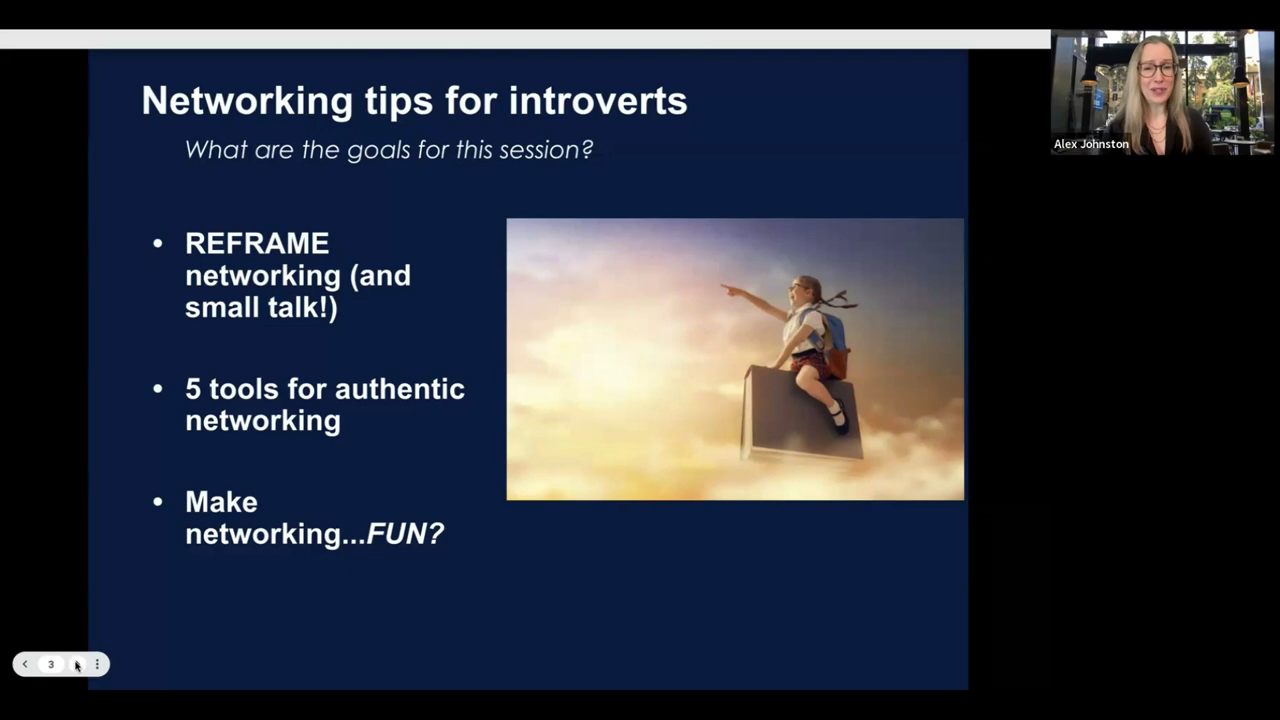 Networking tips for introverts
What are the goals for this session?
• REFRAME
networking (and
small talk!)
• 5 tools for authentic
networking
• Make
networking...FUN?
Alex Johnston
3